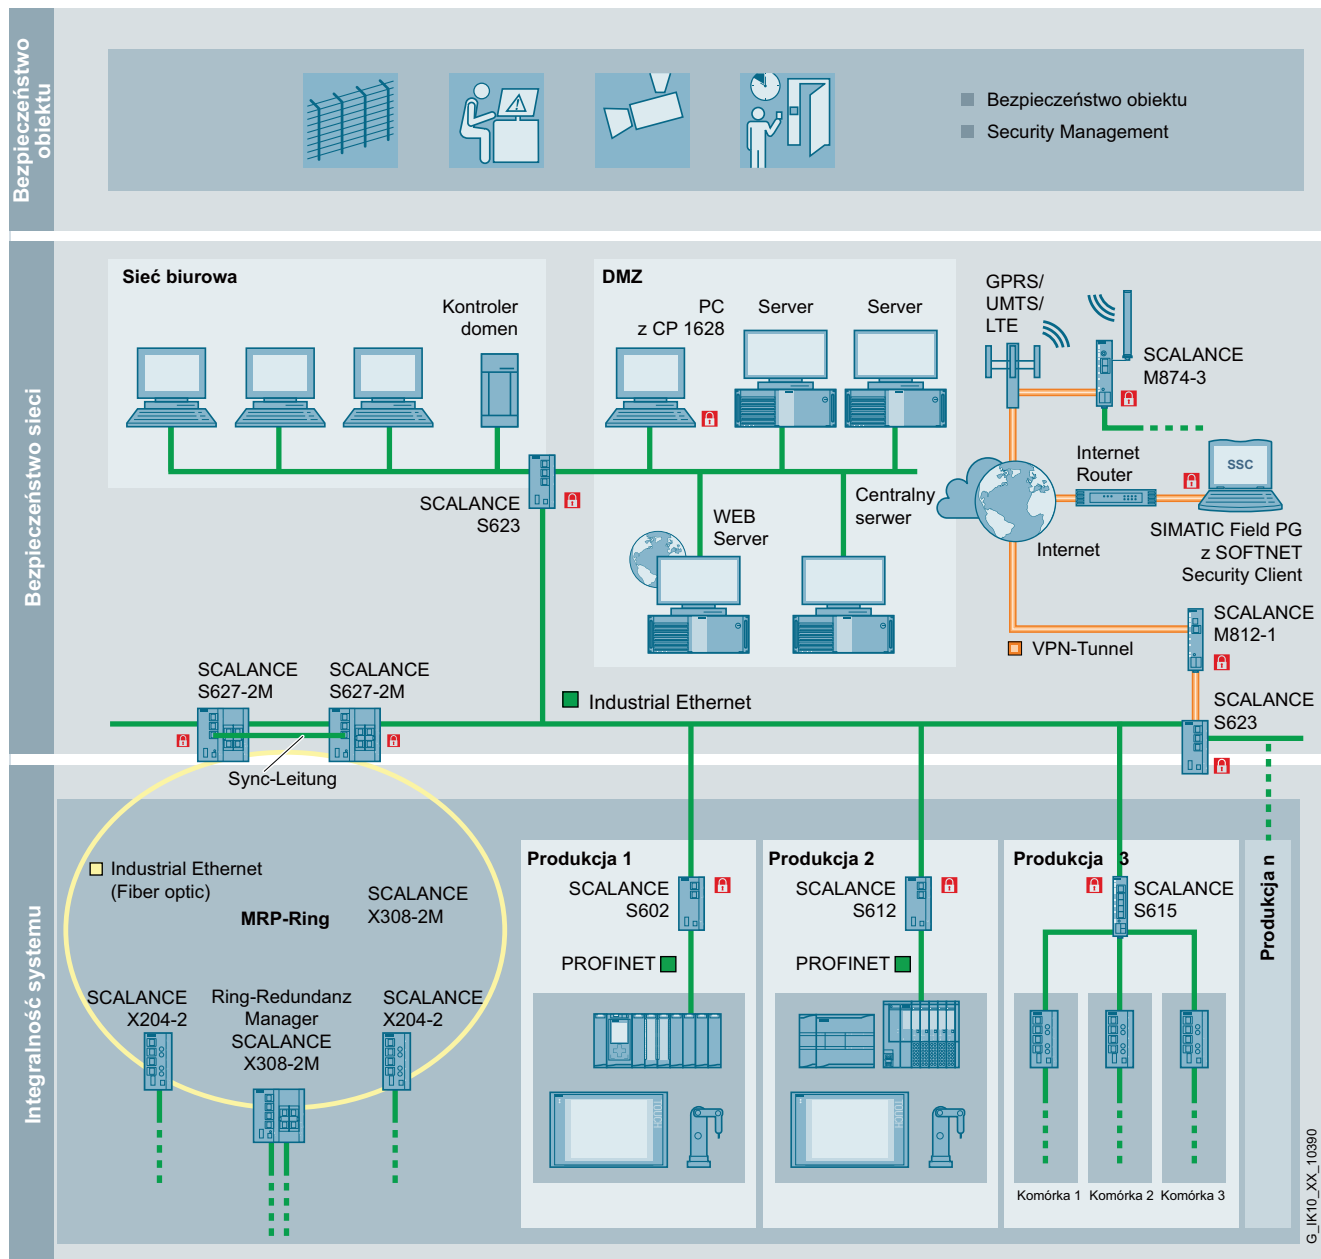 Bezpieczeństwo
obiektu
Bezpieczeństwo obiektu
Security Management
Bezpieczeństwo sieci
Sieć biurowa
Kontroler
domen
DMZ
PC
z CP 1628
Server
Server
GPRS/
UMTS/
LTE
SCALANCE
M874-3
SCALANCE
S623
WEB
Server
Centralny
serwer
Internet
Internet
Router
SSC
SIMATIC Field PG
z SOFTNET
Security Client
SCALANCE
M812-1
VPN-Tunnel
SCALANCE
S627-2M
SCALANCE
S627-2M
Industrial Ethernet
SCALANCE
S623
Sync-Leitung
Integralność systemu
Industrial Ethernet
(Fiber optic)
MRP-Ring
SCALANCE
X308-2M
SCALANCE
X204-2
Ring-Redundanz
Manager
SCALANCE
X308-2M
SCALANCE
X204-2
Produkcja 1
SCALANCE
S602
PROFINET
Produkcja 2
SCALANCE
S612
PROFINET
Produkcja 3
SCALANCE
S615
Komórka 1
Komórka 2
Komórka 3
Produkcja n
G_IK10_XX_10390